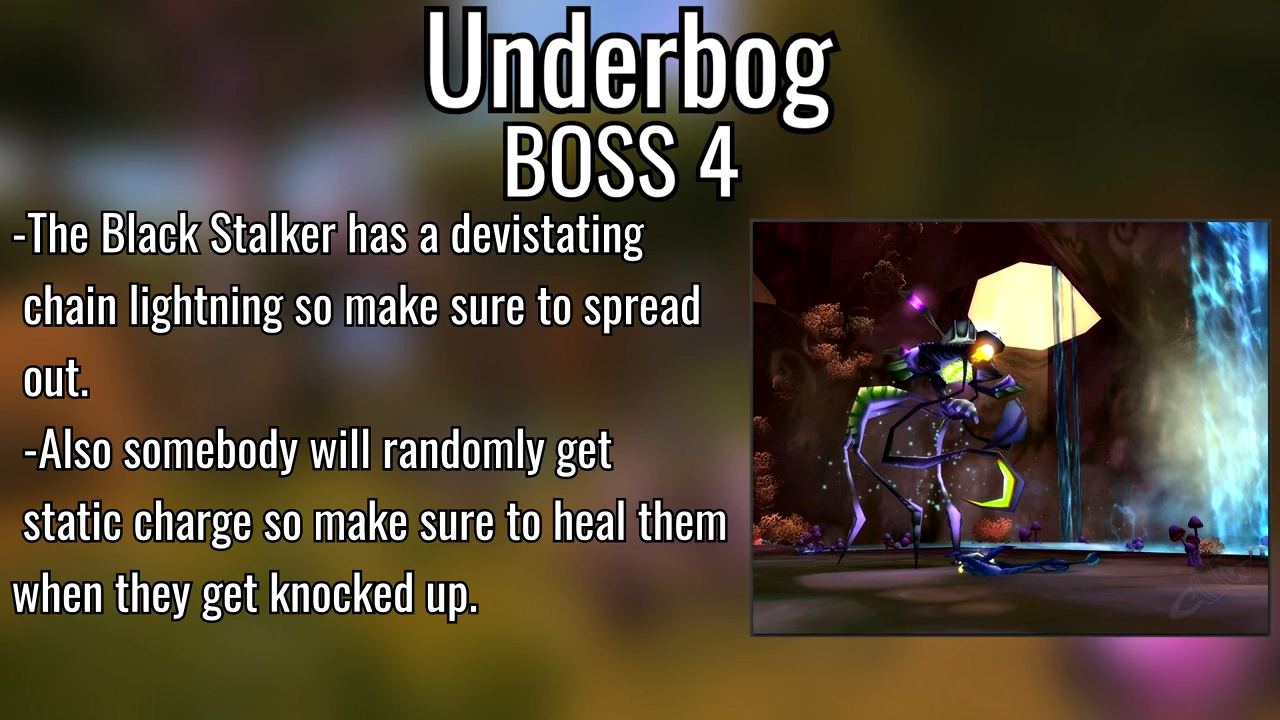 Underbog
BOSS 4
-The Black Stalker has a devistating
chain lightning so make sure to spread
out.
-Also somebody will randomly get
static charge so make sure to heal them
when they get knocked up.